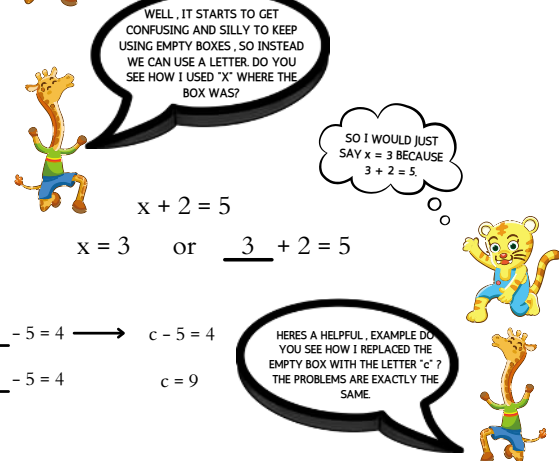 WELL , IT STARTS TO GET
CONFUSING AND SILLY TO KEEP
USING EMPTY BOXES , SO INSTEAD
WE CAN USE A LETTER. DO YOU
SEE HOW I USED "X" WHERE THE
BOX WAS?
SO I WOULD JUST
SAY x = 3 BECAUSE
3 + 2 = 5.
x + 2 = 5
x = 3 or 3 + 2 = 5
_ - 5 = 4 ⟶ c - 5 = 4
_ - 5 = 4 c = 9
HERES A HELPFUL , EXAMPLE DO
YOU SEE HOW I REPLACED THE
EMPTY BOX WITH THE LETTER "c" ?
THE PROBLEMS ARE EXACTLY THE
SAME.